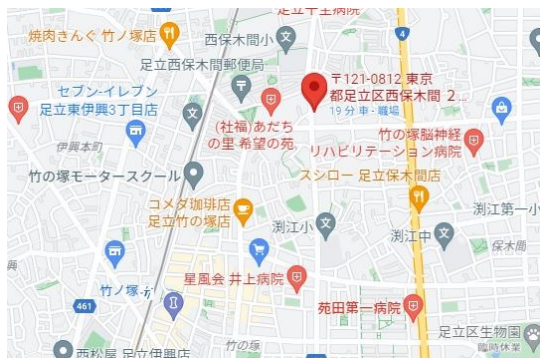 足立十生病院
焼肉きんぐ 竹ノ塚店
西保木間小
4
足立西保木間郵便局
〒121-0812 東京
都足立区西保木間 2...
19 分 車・職場
セブン-イレブン
足立東伊興3丁目店
(社福)あだち
の里 希望の苑.
竹の塚脳神経
リハビリテーション病院
伊興本町
竹の塚モータースクール
スシロー 足立保木間店
コメダ珈琲店
足立竹の塚店
渕江小
渕江第一小
渕江中
保木間
興
星風会 井上病院
竹ノ塚
461
苑田第一病院
足立区生物園
臨時休業
竹の塚
西松屋 足立伊興店